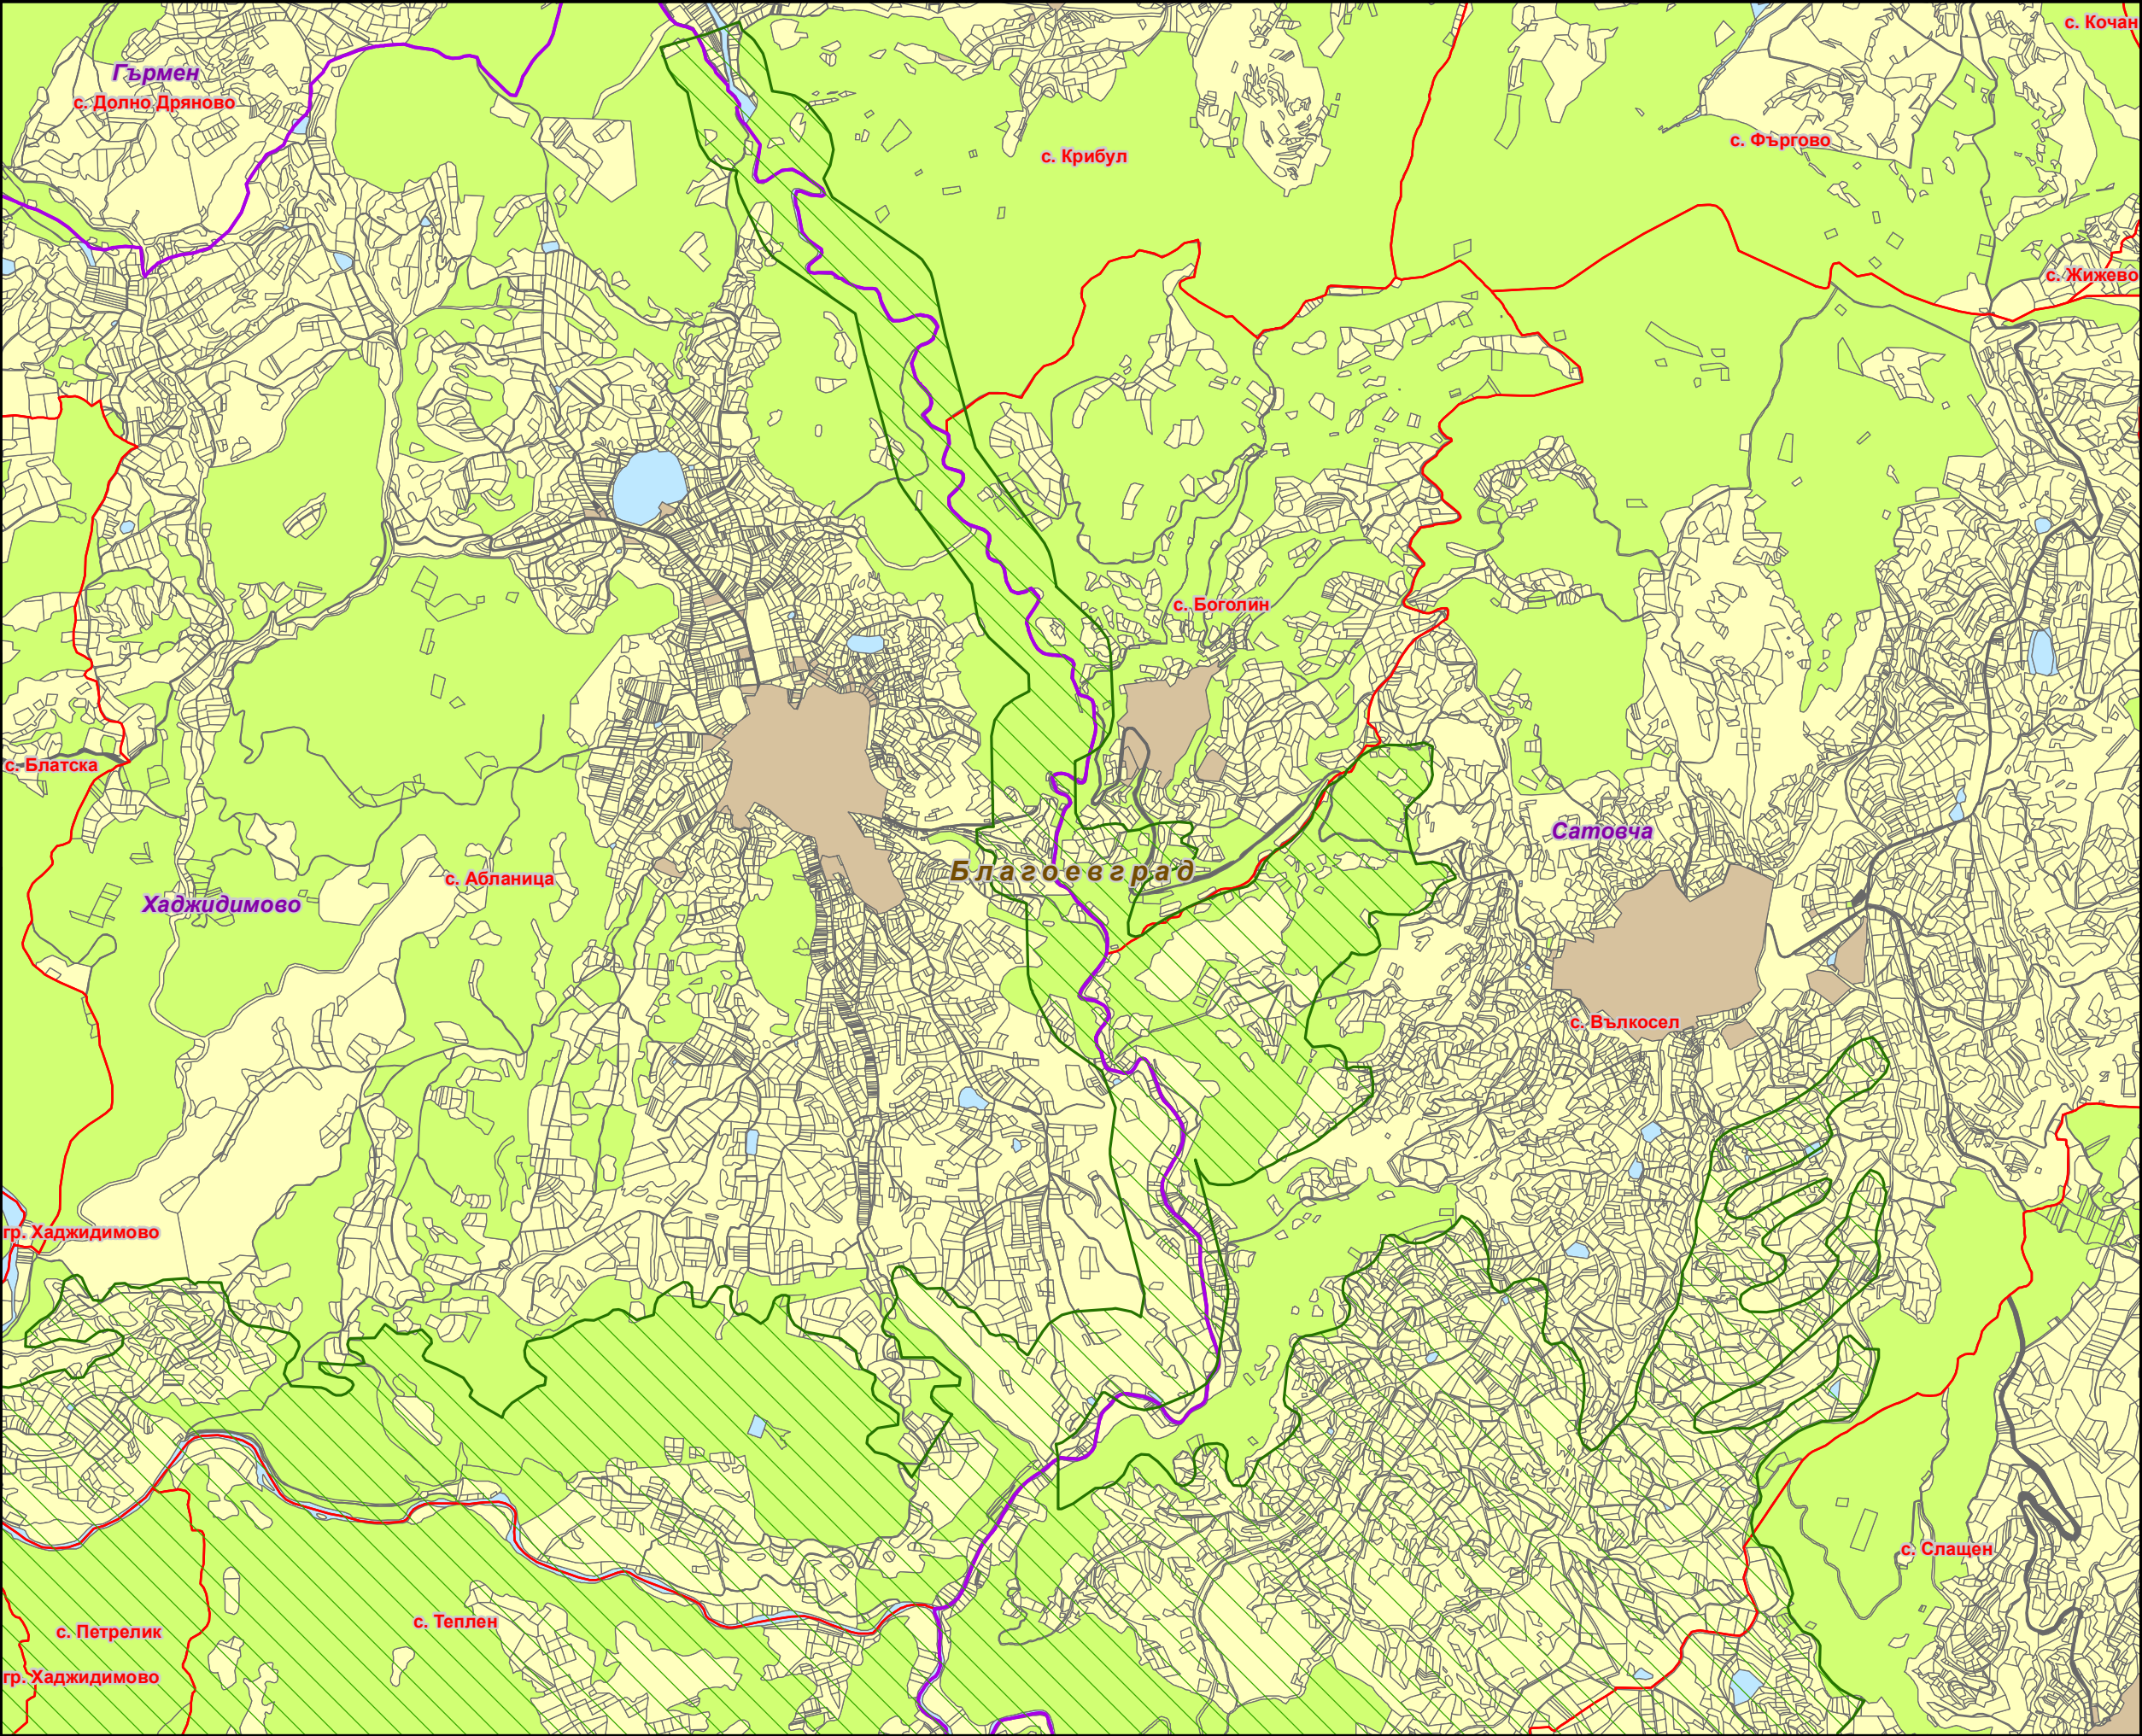 с. Кочан
Гърмен
с. Долно Дряново
с. Фъргово
с. Крибул
с. Жижево
с. Боголин
с. Блатска
Сатовча
Благоевград
с. Абланица
Хаджидимово
с. Вълкосел
гр. Хаджидимово
с. Слащен
с. Теплен
с. Петрелик
гр. Хаджидимово